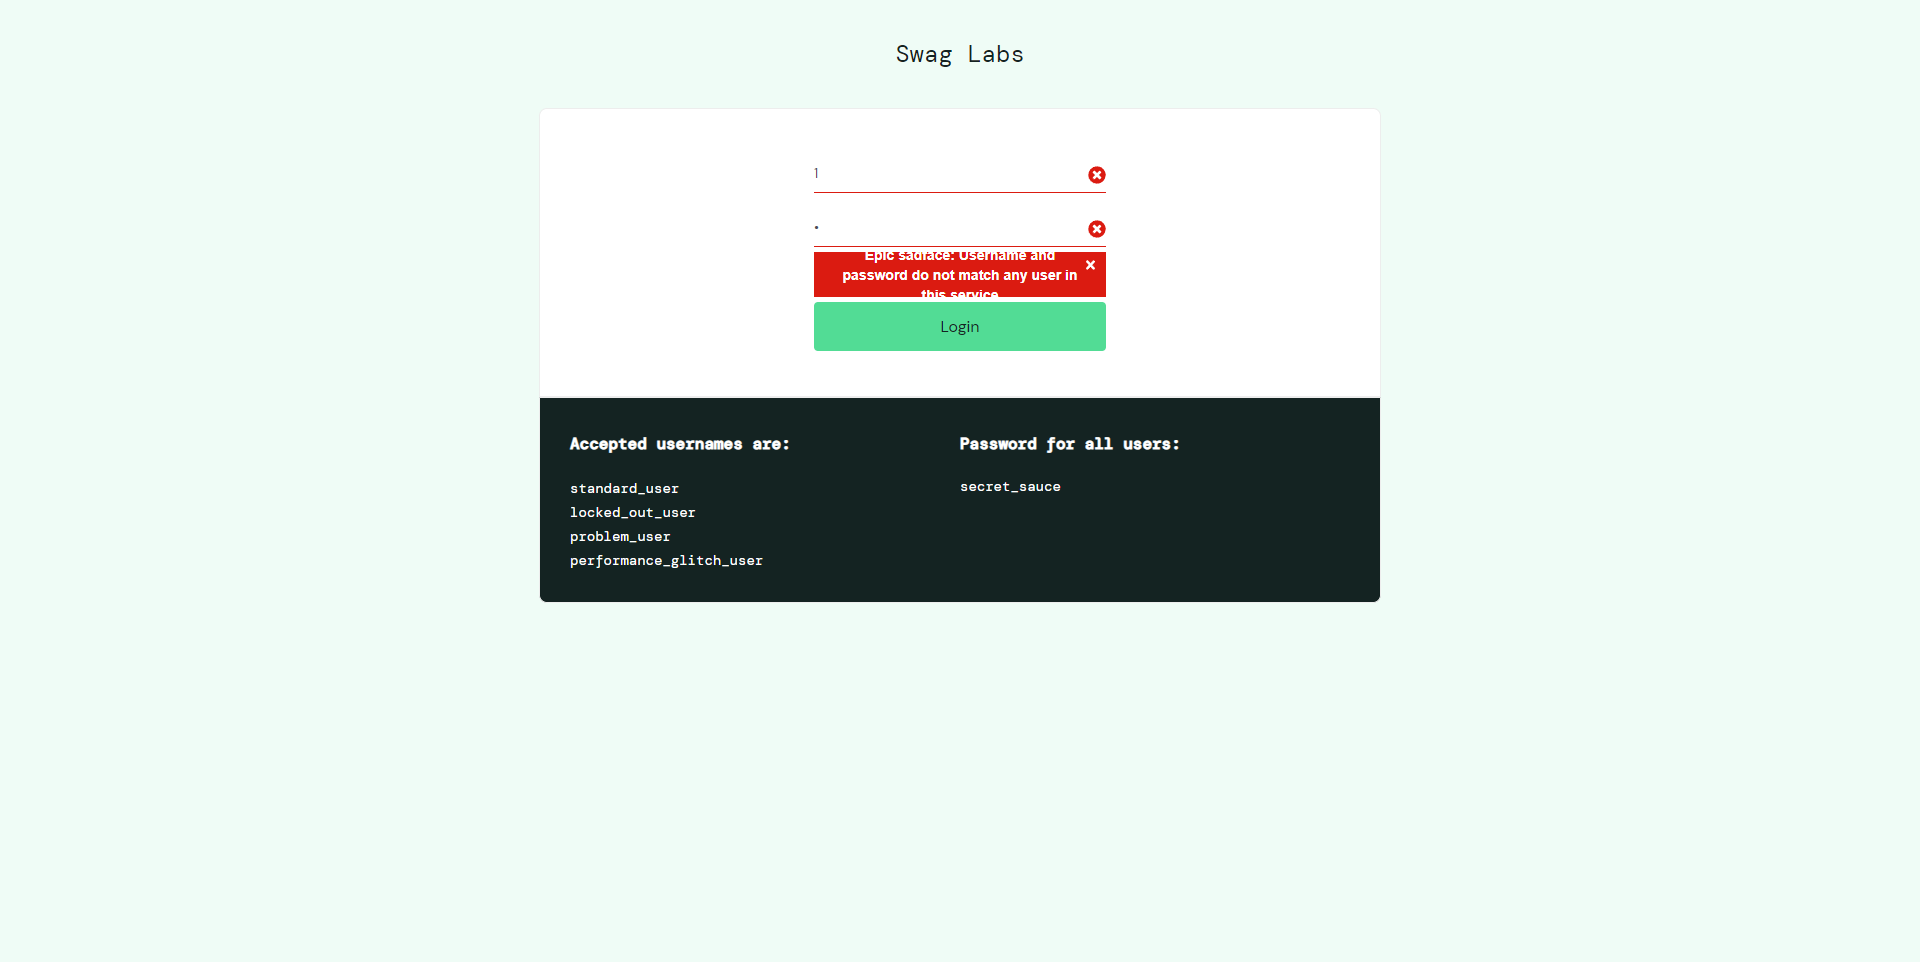 Swag Labs
1
•
Epic sadface: Username and
password do not match any user in
this service
Login
Accepted usernames are:
standard_user
locked_out_user
problem_user
performance_glitch_user
Password for all users:
secret_sauce